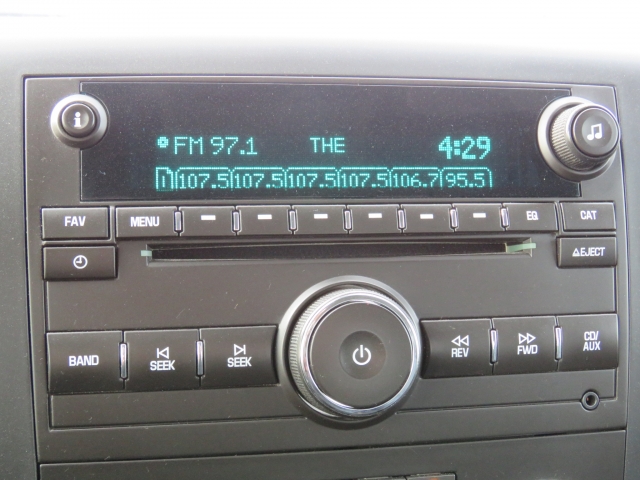 FM 97.1 THE 4:29
1 107.5 107.5 107.5 107.5 106.7 95.5
FAV MENU EQ CAT
EJECT
BAND SEEK SEEK REV FWD CD/AUX